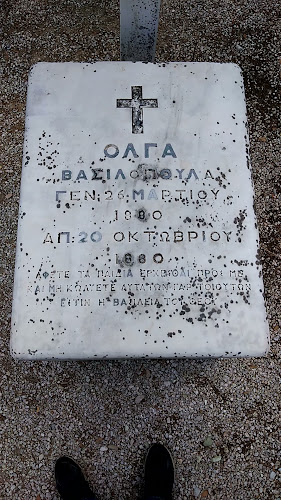 ΟΛΓΑ
ΒΑΣΙΛΟΠΟΥΛΑ
ΓΕΝ. 26 ΜΑΡΤΙΟΥ
1880
ΑΠ. 20 ΟΚΤΩΒΡΙΟΥ
1880
ΑΦΕΤΕ ΤΑ ΠΑΙΔΙΑ ΕΡΧΕΣΘΑΙ ΠΡΟΣ ΜΕ
ΚΑΙ ΜΗ ΚΩΛΥΕΤΕ ΑΥΤΑ ΤΩΝ ΓΑΡ ΤΟΙΟΥΤΩΝ
ΕΣΤΙΝ Η ΒΑΣΙΛΕΙΑ ΤΟΥ ΘΕΟΥ